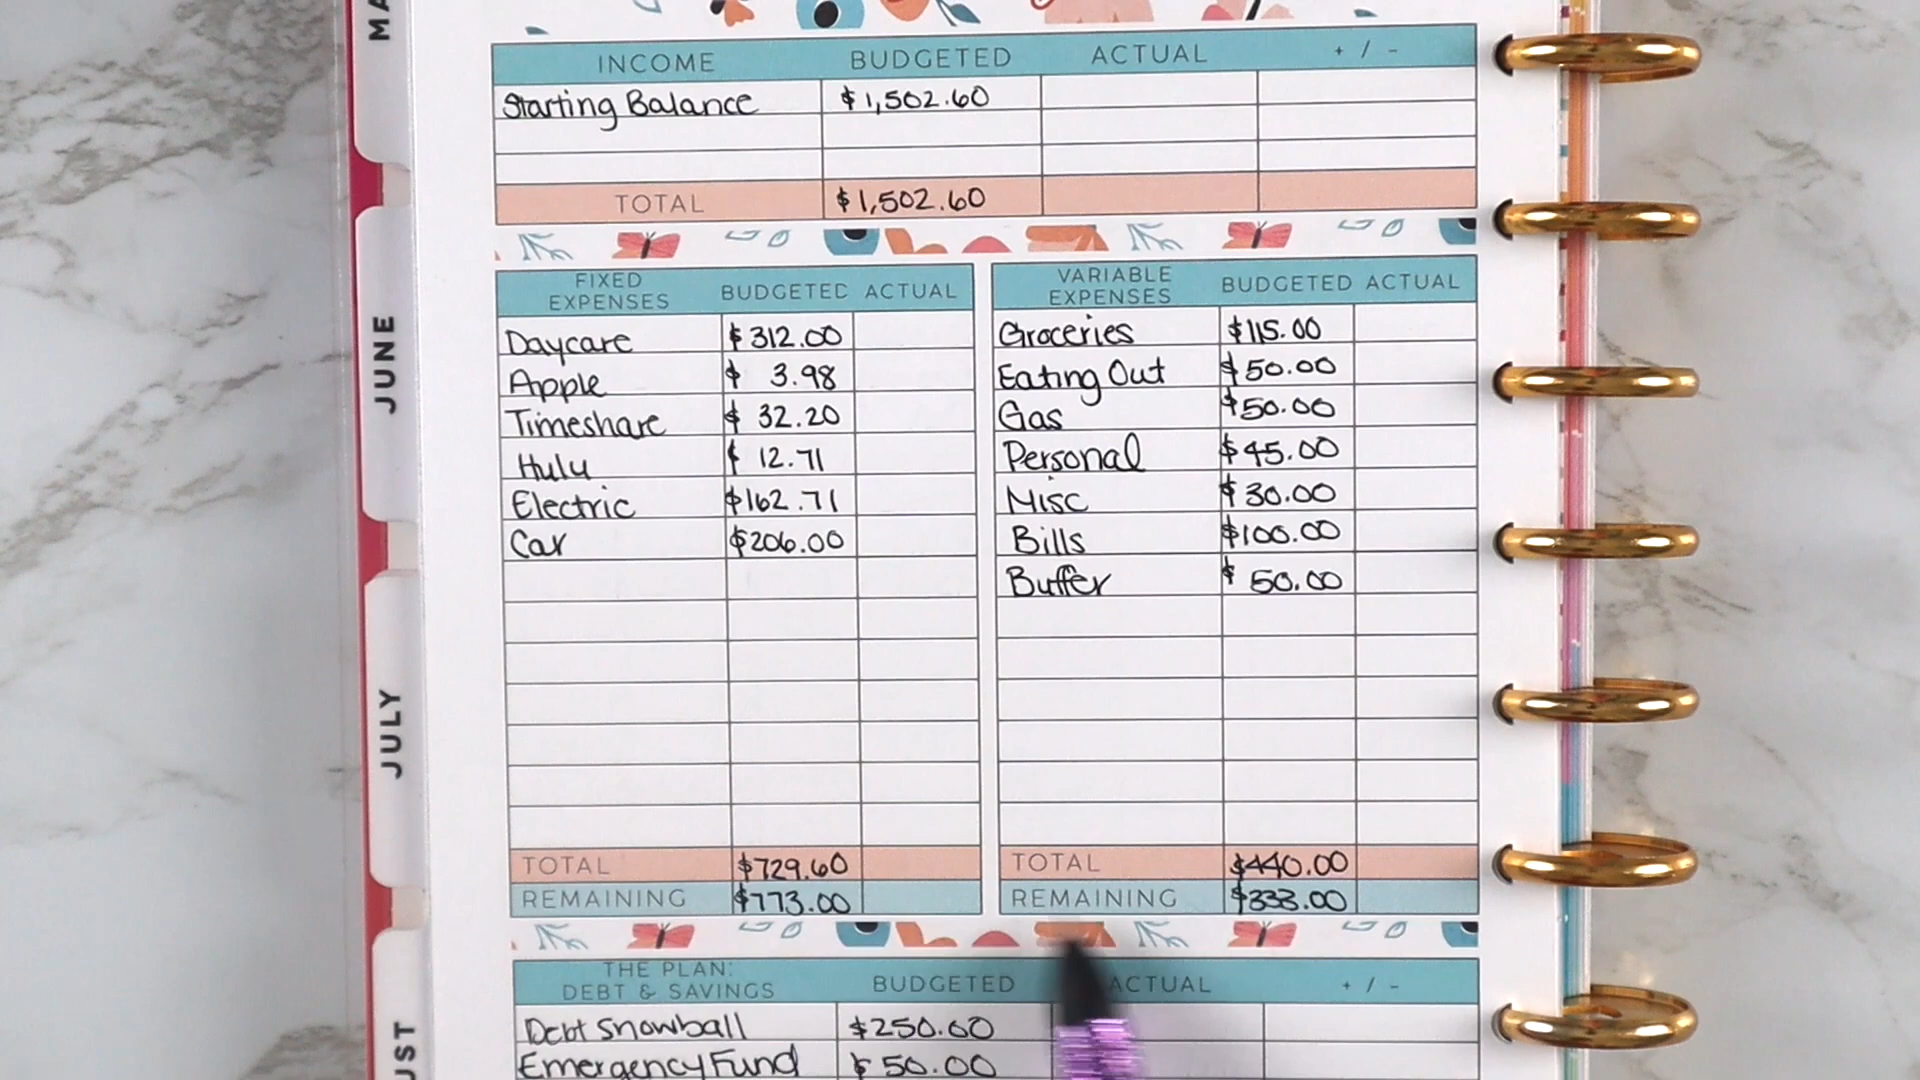 MA
JUNE
JULY
UST
INCOME BUDGETED ACTUAL + / -
Starting Balance $1,502.60
TOTAL $1,502.60
FIXED EXPENSES BUDGETED ACTUAL
Daycare $312.00
Apple $ 3.98
Timeshare $ 32.20
Hulu $ 12.71
Electric $162.71
Car $206.00
TOTAL $729.60
REMAINING $773.00
VARIABLE EXPENSES BUDGETED ACTUAL
Groceries $115.00
Eating Out $50.00
Gas $50.00
Personal $45.00
Misc $30.00
Bills $100.00
Buffer $ 50.00
TOTAL $440.00
REMAINING $333.00
THE PLAN: DEBT & SAVINGS BUDGETED ACTUAL + / -
Debt Snowball $250.00
Emergency Fund $ 50.00